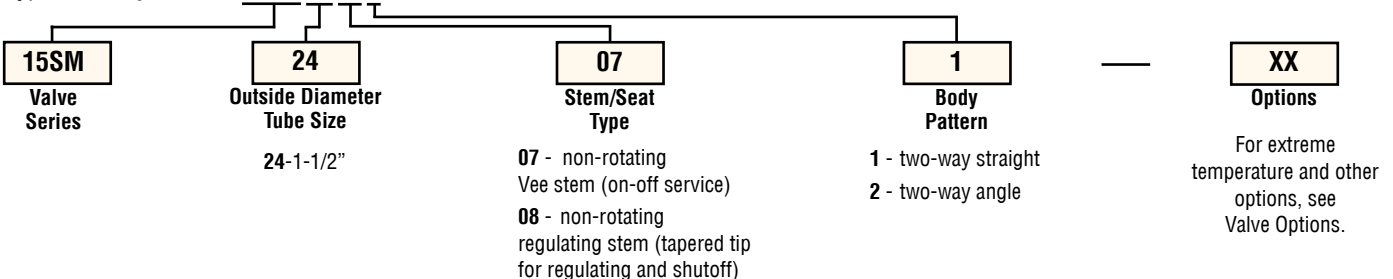 15SM
Valve
Series
24
Outside Diameter
Tube Size
24-1-1/2”
07
Stem/Seat
Type
07 - non-rotating
Vee stem (on-off service)
08 - non-rotating
regulating stem (tapered tip
for regulating and shutoff)
1
Body
Pattern
1 - two-way straight
2 - two-way angle
—
XX
Options
For extreme
temperature and other
options, see
Valve Options.